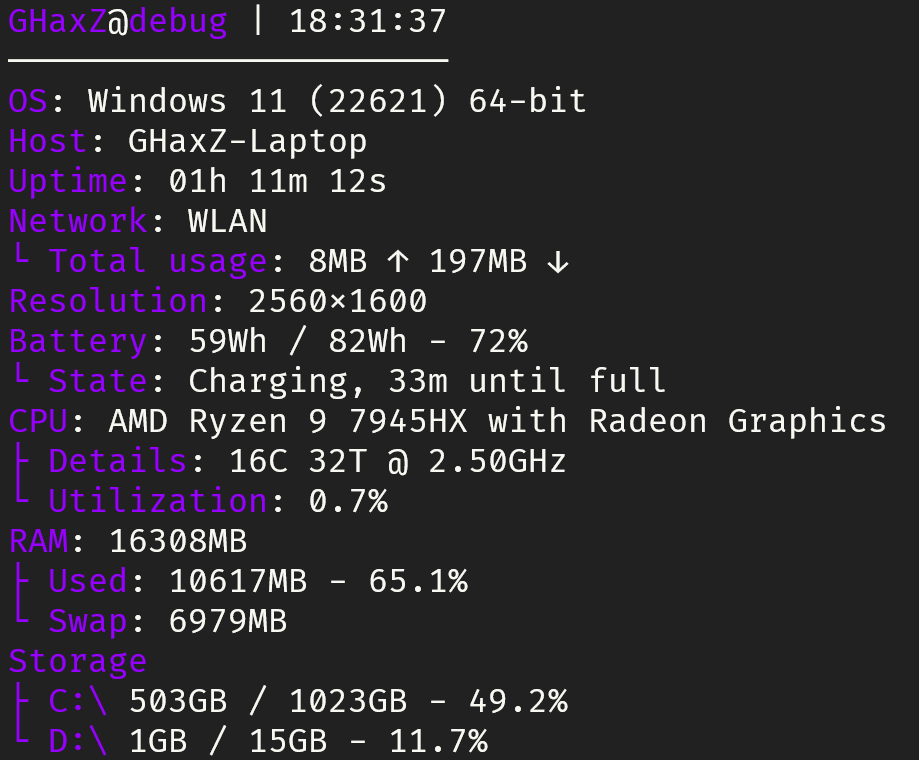 GHaxZ@debug | 18:31:37
OS: Windows 11 (22621) 64-bit
Host: GHaxZ-Laptop
Uptime: 01h 11m 12s
Network: WLAN
└ Total usage: 8MB ↑ 197MB ↓
Resolution: 2560×1600
Battery: 59Wh / 82Wh - 72%
└ State: Charging, 33m until full
CPU: AMD Ryzen 9 7945HX with Radeon Graphics
├ Details: 16C 32T @ 2.50GHz
└ Utilization: 0.7%
RAM: 16308MB
├ Used: 10617MB - 65.1%
└ Swap: 6979MB
Storage
├ C:\ 503GB / 1023GB - 49.2%
└ D:\ 1GB / 15GB - 11.7%